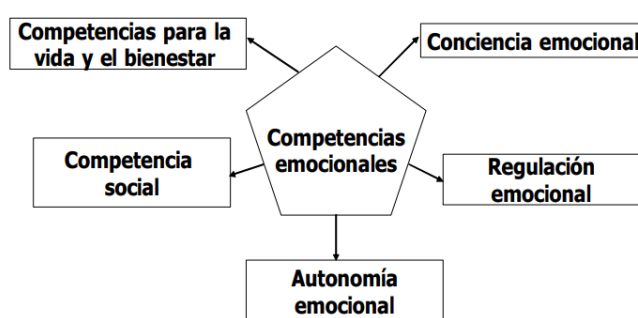 Competencias para la
vida y el bienestar
Conciencia emocional
Competencias
emocionales
Competencia
social
Regulación
emocional
Autonomía
emocional